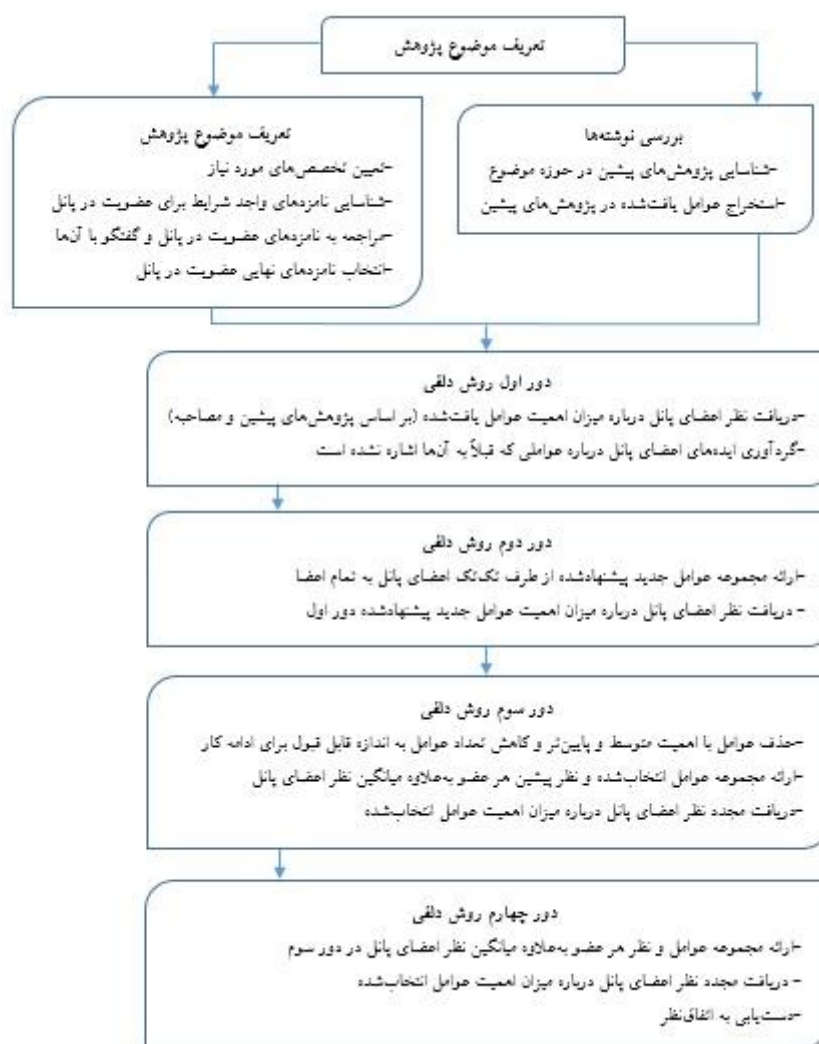 تعریف موضوع پژوهش
بررسی نوشته‌ها
-شناسایی پژوهش‌های پیشین در حوزه موضوع
-استخراج عوامل یافت‌شده در پژوهش‌های پیشین
تعریف موضوع پژوهش
-تعیین تخصص‌های مورد نیاز
-شناسایی نامزدهای واجد شرایط برای عضویت در پانل
-مراجعه به نامزدهای عضویت در پانل و گفتگو با آن‌ها
-انتخاب نامزدهای نهایی عضویت در پانل
دور اول روش دلفی
-دریافت نظر اعضای پانل درباره میزان اهمیت عوامل یافت‌شده (بر اساس پژوهش‌های پیشین و مصاحبه)
-گردآوری ایده‌های اعضای پانل درباره عواملی که قبلاً به آن‌ها اشاره نشده است
دور دوم روش دلفی
-ارائه مجموعه عوامل جدید پیشنهادشده از طرف تک‌تک اعضای پانل به تمام اعضا
- دریافت نظر اعضای پانل درباره میزان اهمیت عوامل جدید پیشنهادشده دور اول
دور سوم روش دلفی
-حذف عوامل با اهمیت متوسط و پایین‌تر و کاهش تعداد عوامل به اندازه قابل قبول برای ادامه کار
-ارائه مجموعه عوامل انتخاب‌شده و نظر پیشین هر عضو به‌علاوه میانگین نظر اعضای پانل
-دریافت مجدد نظر اعضای پانل درباره میزان اهمیت عوامل انتخاب‌شده
دور چهارم روش دلفی
-ارائه مجموعه عوامل و نظر هر عضو به‌علاوه میانگین نظر اعضای پانل در دور سوم
- دریافت مجدد نظر اعضای پانل درباره میزان اهمیت عوامل انتخاب‌شده
-دست‌یابی به اتفاق‌نظر